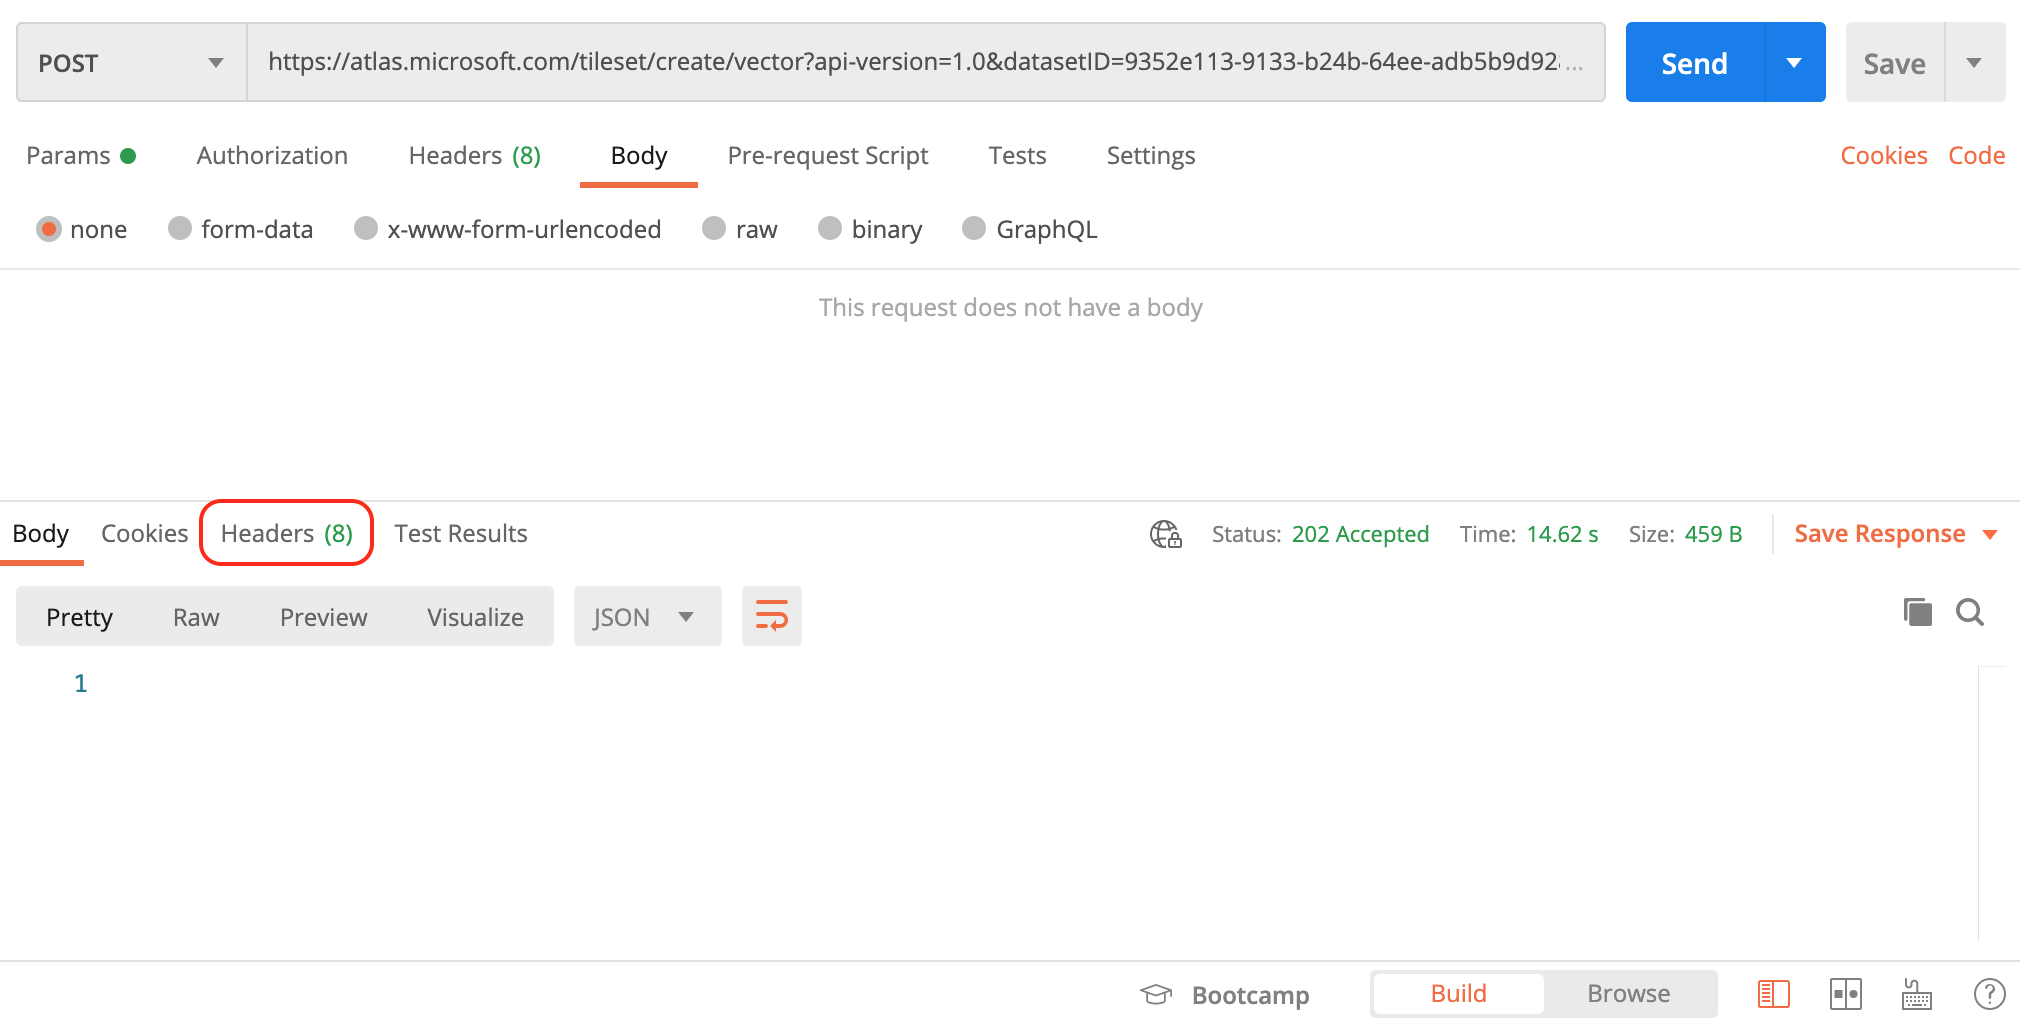 POST https://atlas.microsoft.com/tileset/create/vector?api-version=1.0&datasetID=9352e113-9133-b24b-64ee-adb5b9d92... Send Save
Params Authorization Headers (8) Body Pre-request Script Tests Settings Cookies Code
none form-data x-www-form-urlencoded raw binary GraphQL
This request does not have a body
Body Cookies Headers (8) Test Results Status: 202 Accepted Time: 14.62 s Size: 459 B Save Response
Pretty Raw Preview Visualize JSON
1
Bootcamp Build Browse